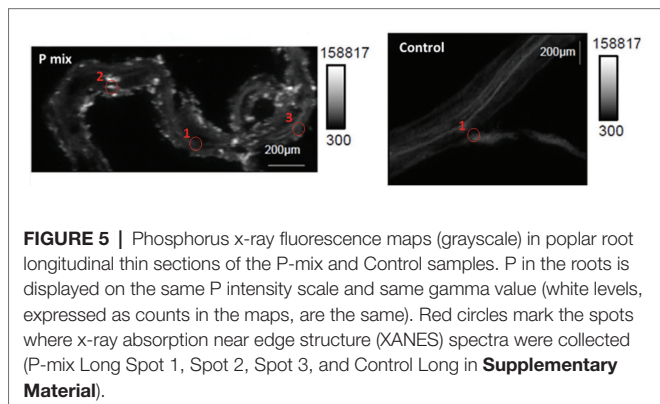 P mix
2
1
3
200µm
158817
300
Control
200µm
1
158817
300
FIGURE 5 | Phosphorus x-ray fluorescence maps (grayscale) in poplar root
longitudinal thin sections of the P-mix and Control samples. P in the roots is
displayed on the same P intensity scale and same gamma value (white levels,
expressed as counts in the maps, are the same). Red circles mark the spots
where x-ray absorption near edge structure (XANES) spectra were collected
(P-mix Long Spot 1, Spot 2, Spot 3, and Control Long in Supplementary
Material).